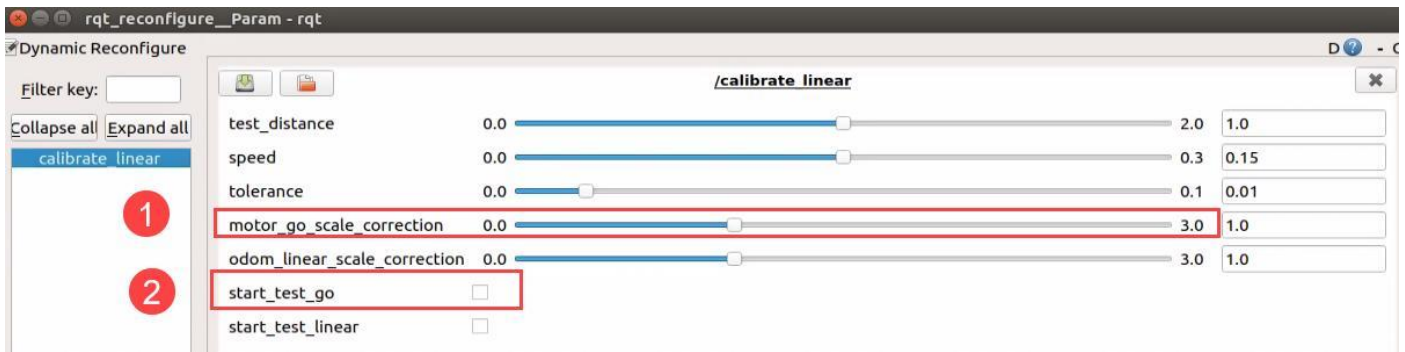 rqt_reconfigure__Param - rqt
Dynamic Reconfigure D ? - C
Filter key:
Collapse all Expand all
calibrate_linear
/calibrate_linear
test_distance 0.0 2.0 1.0
speed 0.0 0.3 0.15
tolerance 0.0 0.1 0.01
1
motor_go_scale_correction 0.0 3.0 1.0
odom_linear_scale_correction 0.0 3.0 1.0
2
start_test_go
start_test_linear